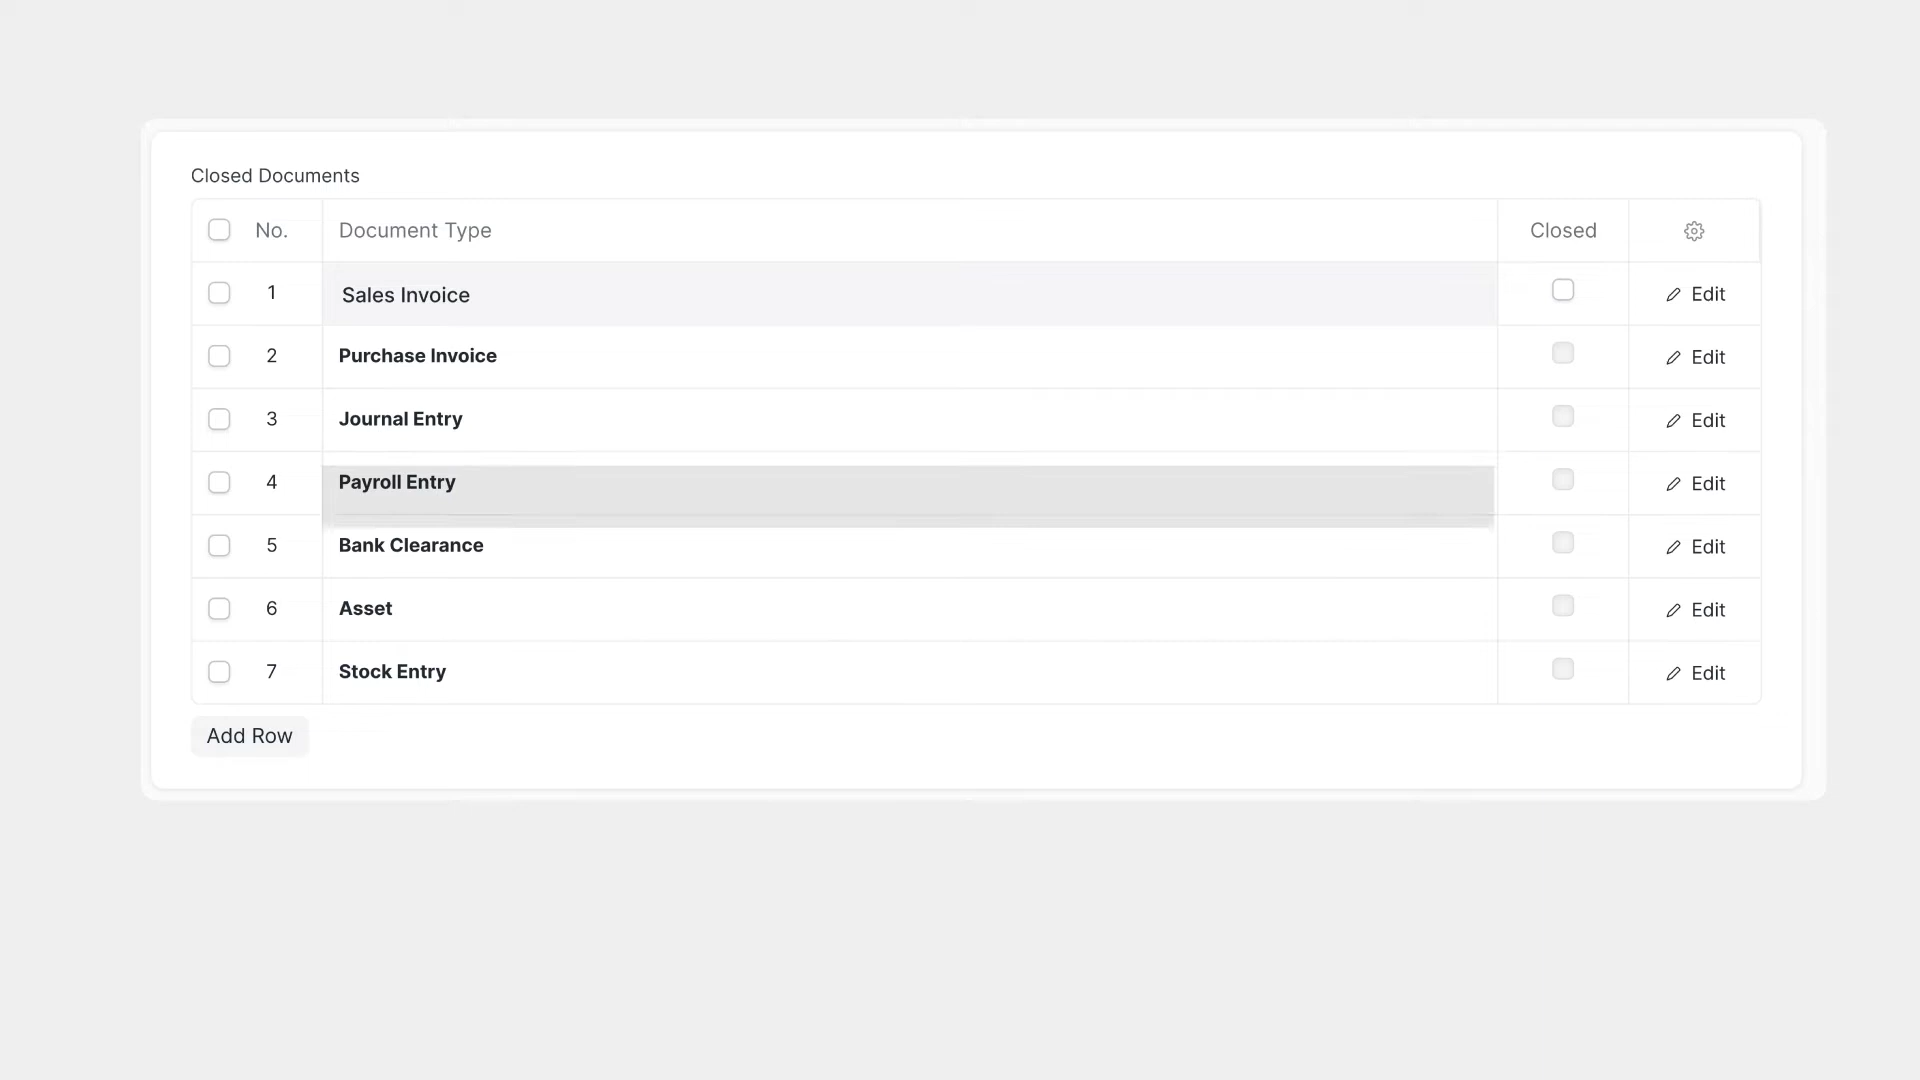 Closed Documents
No. Document Type Closed
1 Sales Invoice Edit
2 Purchase Invoice Edit
3 Journal Entry Edit
4 Payroll Entry Edit
5 Bank Clearance Edit
6 Asset Edit
7 Stock Entry Edit
Add Row